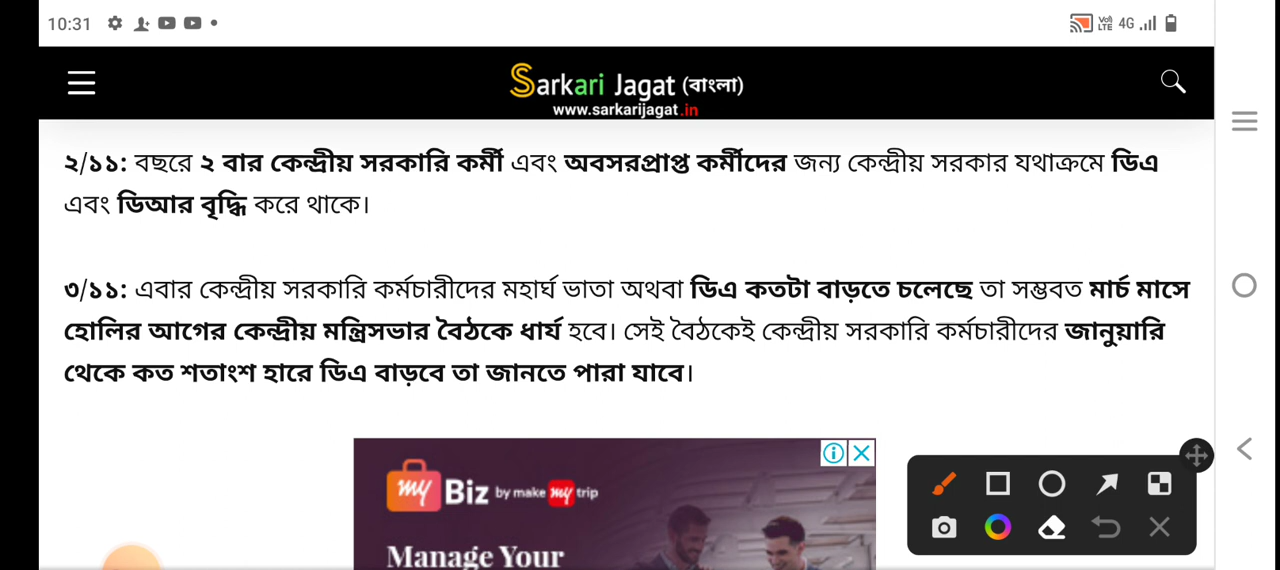 10:31
4G
Sarkari Jagat (বাংলা)
www.sarkarijagat.in
২/১১: বছরে ২ বার কেন্দ্রীয় সরকারি কর্মী এবং অবসরপ্রাপ্ত কর্মীদের জন্য কেন্দ্রীয় সরকার যথাক্রমে ডিএ
এবং ডিআর বৃদ্ধি করে থাকে।
৩/১১: এবার কেন্দ্রীয় সরকারি কর্মচারীদের মহার্ঘ ভাতা অথবা ডিএ কতটা বাড়তে চলেছে তা সম্ভবত মার্চ মাসে
হোলির আগের কেন্দ্রীয় মন্ত্রিসভার বৈঠকে ধার্য হবে। সেই বৈঠকেই কেন্দ্রীয় সরকারি কর্মচারীদের জানুয়ারি
থেকে কত শতাংশ হারে ডিএ বাড়বে তা জানতে পারা যাবে।
my Biz by make my trip
Manage Your